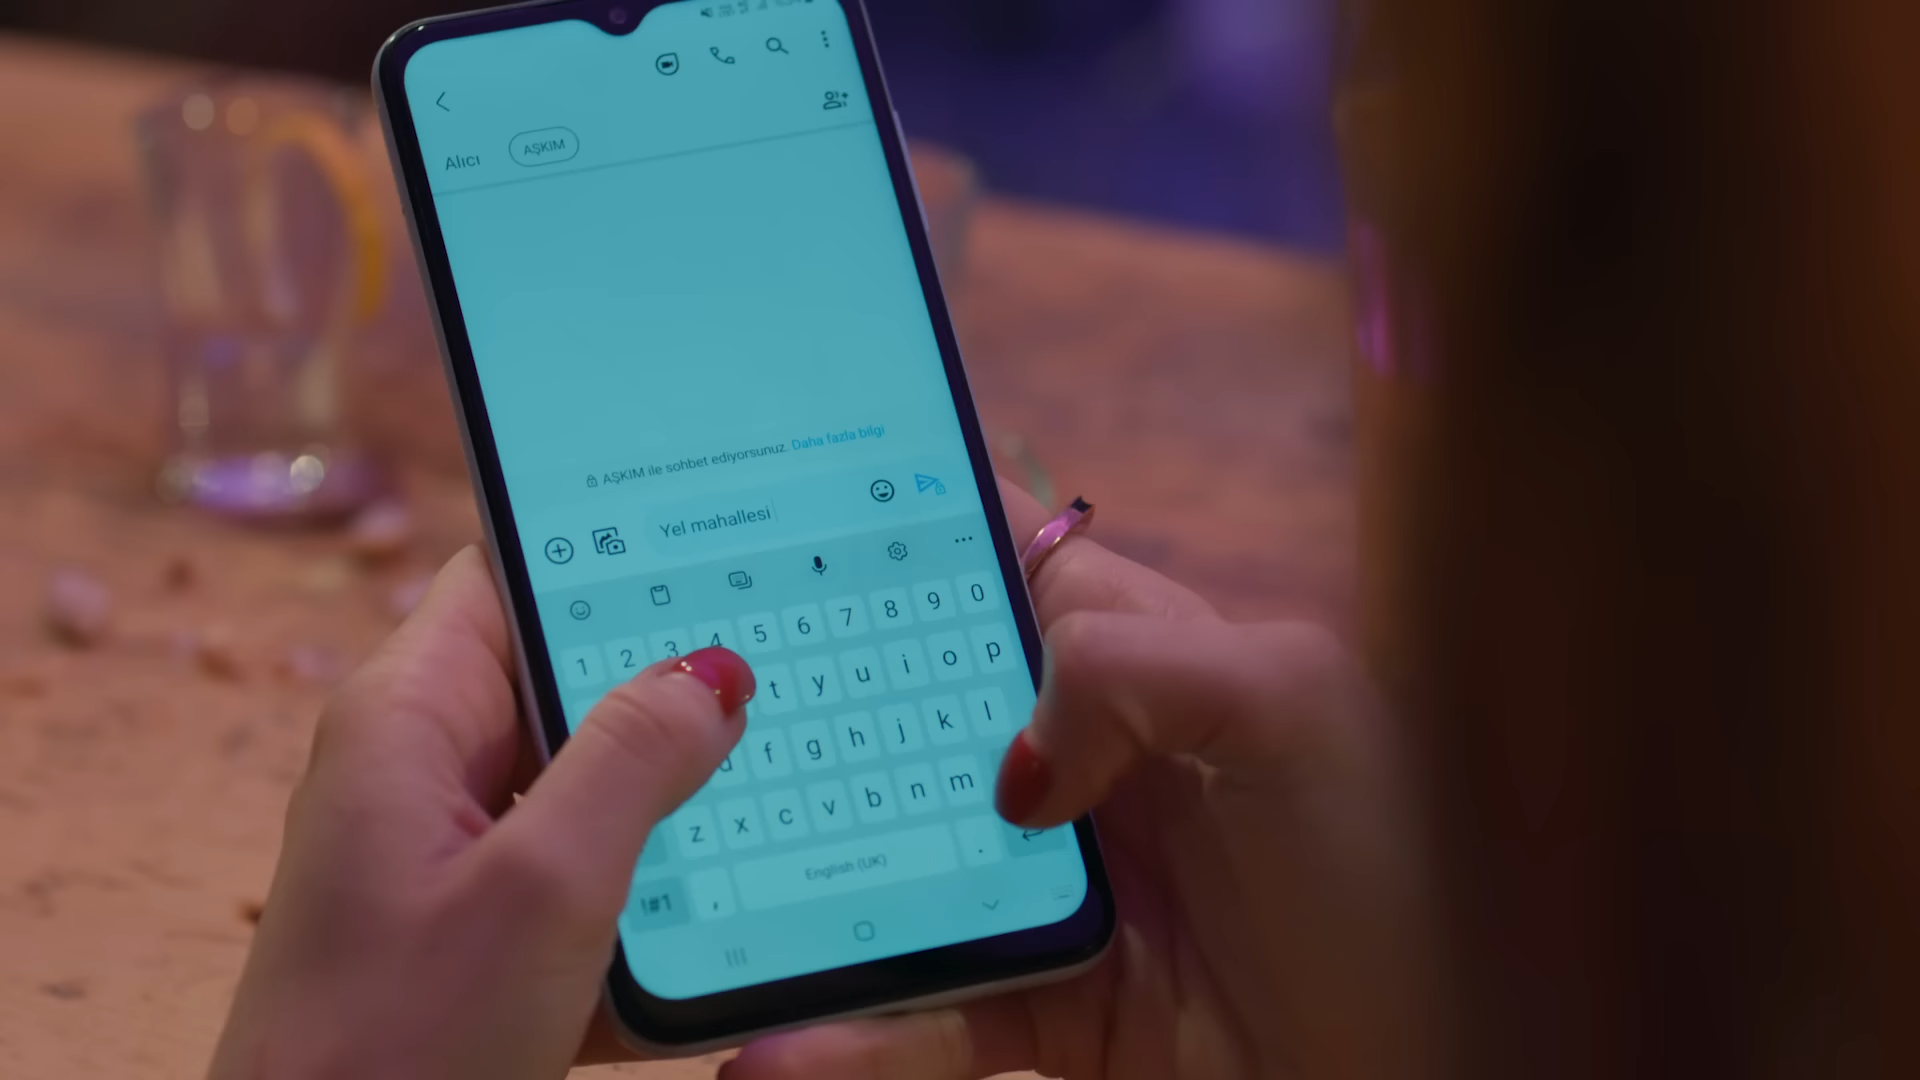 Alıcı AŞKIM
AŞKIM ile sohbet ediyorsunuz. Daha fazla bilgi
Yel mahallesi
1 2 3 4 5 6 7 8 9 0
t y u i o p
d f g h j k l
z x c v b n m
!#1 , English (UK) .